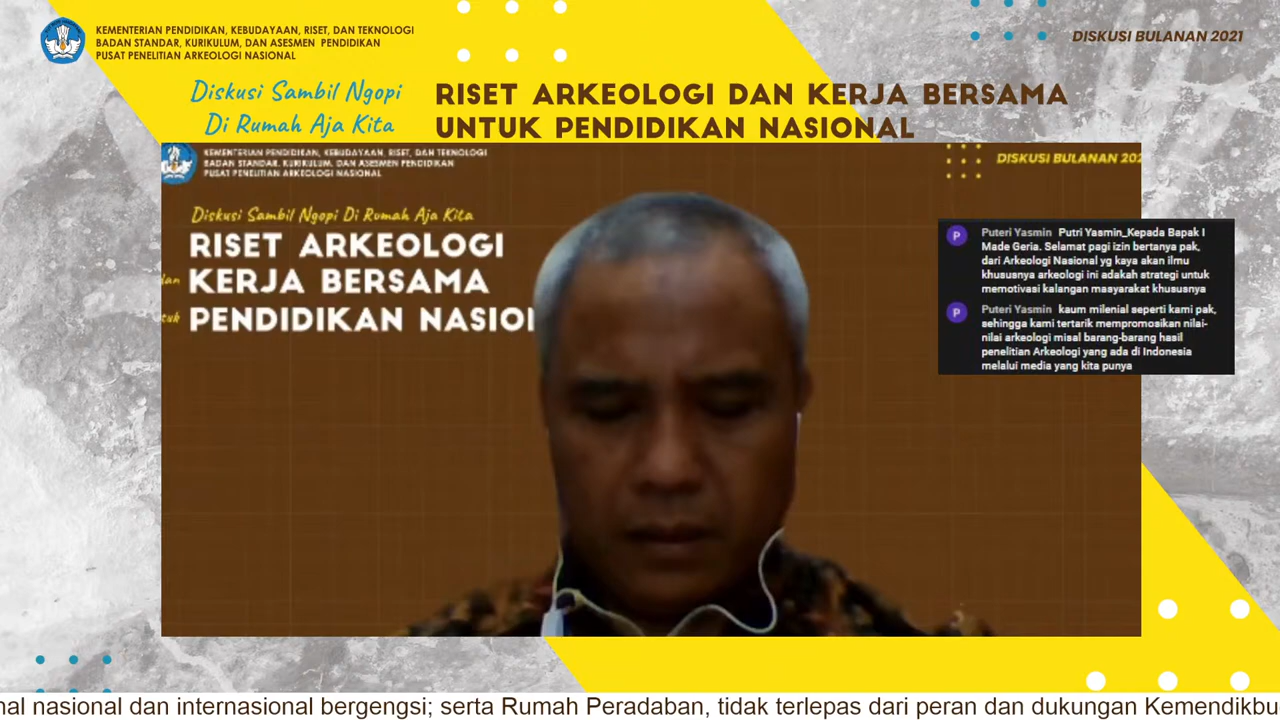 KEMENTERIAN PENDIDIKAN, KEBUDAYAAN, RISET, DAN TEKNOLOGI
BADAN STANDAR, KURIKULUM, DAN ASESMEN PENDIDIKAN
PUSAT PENELITIAN ARKEOLOGI NASIONAL
DISKUSI BULANAN 2021
Diskusi Sambil Ngopi
Di Rumah Aja Kita
RISET ARKEOLOGI DAN KERJA BERSAMA
UNTUK PENDIDIKAN NASIONAL
KEMENTERIAN PENDIDIKAN, KEBUDAYAAN, RISET, DAN TEKNOLOGI
BADAN STANDAR, KURIKULUM, DAN ASESMEN PENDIDIKAN
PUSAT PENELITIAN ARKEOLOGI NASIONAL
DISKUSI BULANAN 202
Diskusi Sambil Ngopi Di Rumah Aja Kita
RISET ARKEOLOGI
dan KERJA BERSAMA
tuk PENDIDIKAN NASION
P
Puteri Yasmin Putri Yasmin_Kepada Bapak I
Made Geria. Selamat pagi izin bertanya pak,
dari Arkeologi Nasional yg kaya akan ilmu
khususnya arkeologi ini adakah strategi untuk
memotivasi kalangan masyarakat khususnya
P
Puteri Yasmin kaum milenial seperti kami pak,
sehingga kami tertarik mempromosikan nilai-
nilai arkeologi misal barang-barang hasil
penelitian Arkeologi yang ada di Indonesia
melalui media yang kita punya
nal nasional dan internasional bergengsi; serta Rumah Peradaban, tidak terlepas dari peran dan dukungan Kemendikbu